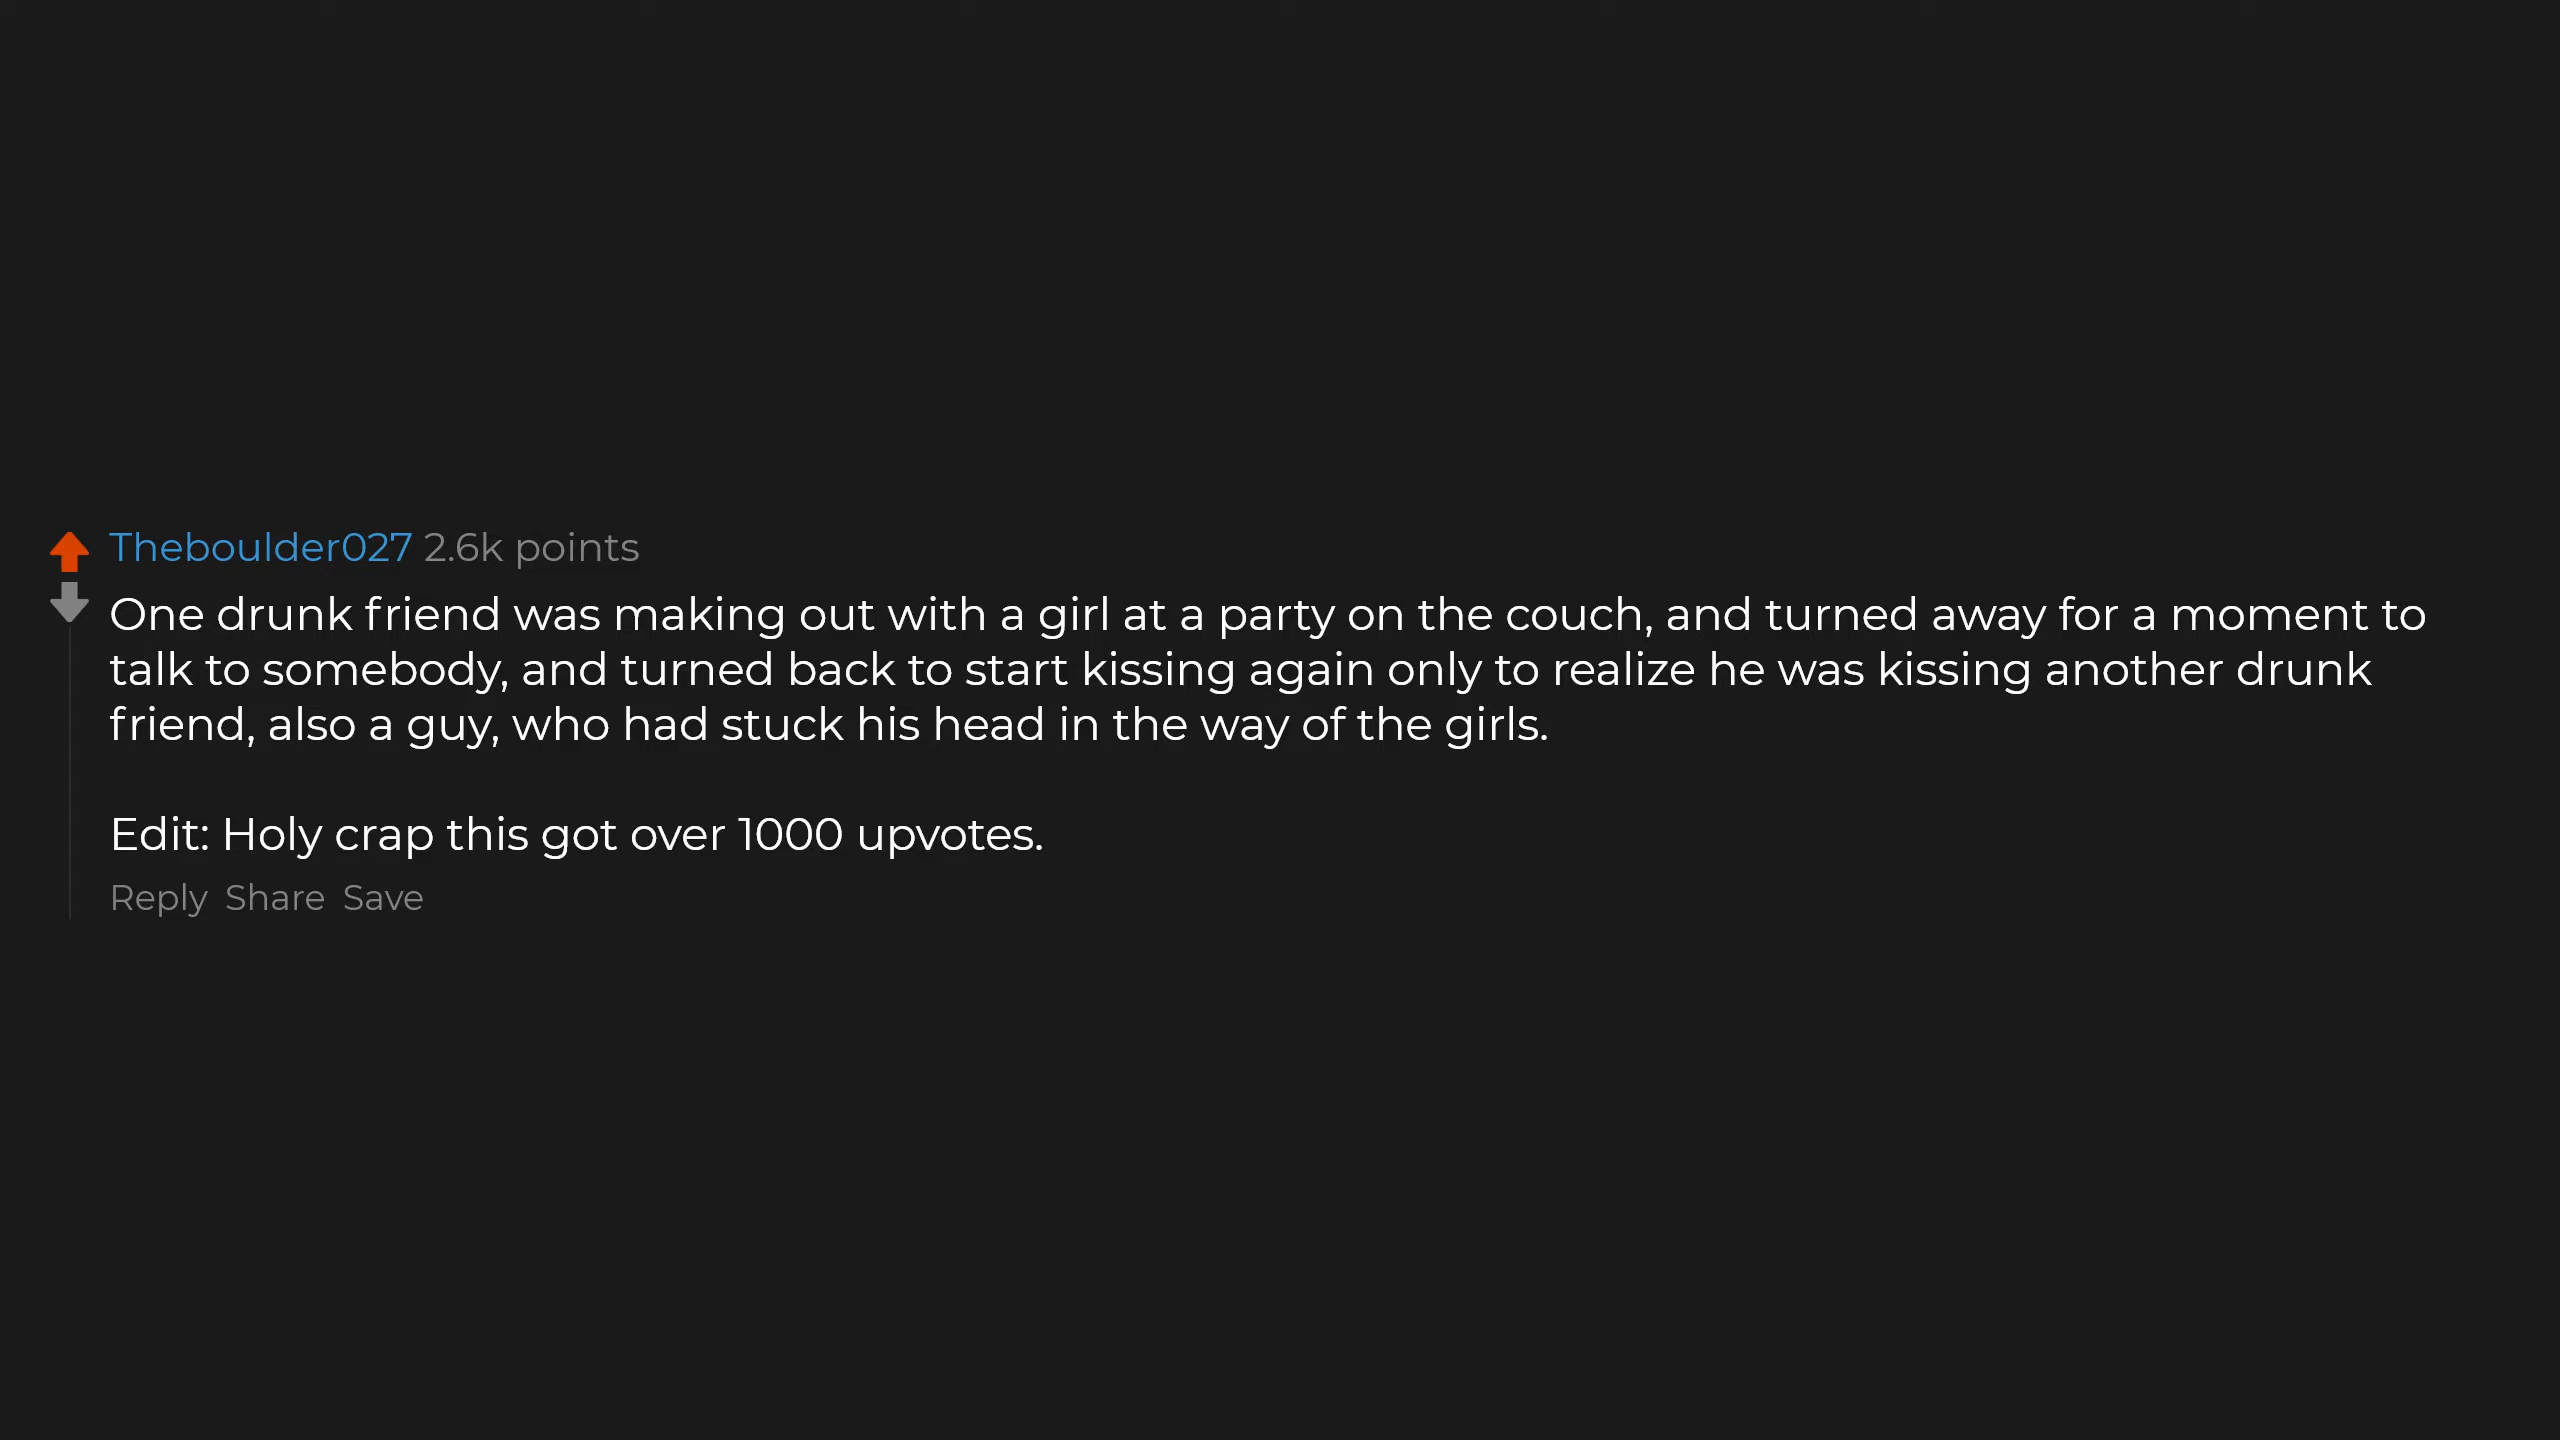 Theboulder027 2.6k points
One drunk friend was making out with a girl at a party on the couch, and turned away for a moment to
talk to somebody, and turned back to start kissing again only to realize he was kissing another drunk
friend, also a guy, who had stuck his head in the way of the girls.
Edit: Holy crap this got over 1000 upvotes.
Reply Share Save